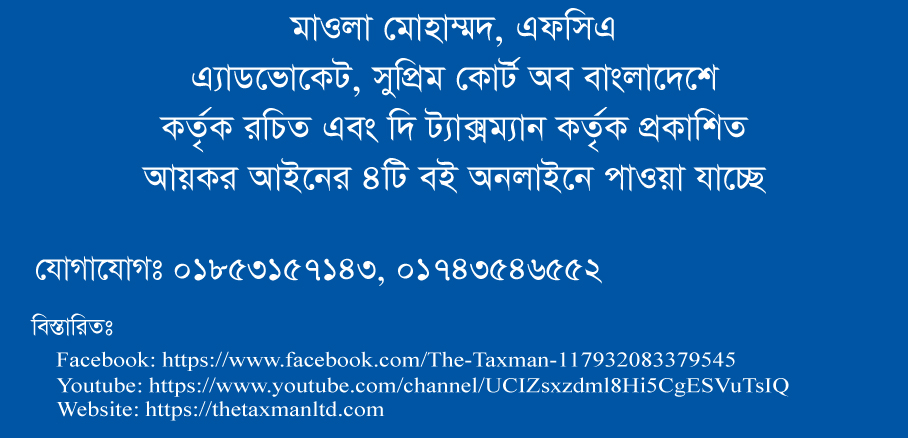 মাওলা মোহাম্মদ, এফসিএ
এ্যাডভোকেট, সুপ্রিম কোর্ট অব বাংলাদেশে
কর্তৃক রচিত এবং দি ট্যাক্সম্যান কর্তৃক প্রকাশিত
আয়কর আইনের ৪টি বই অনলাইনে পাওয়া যাচ্ছে
যোগাযোগঃ ০১৮৫৩১৫৭১৪৩, ০১৭৪৩৫৪৬৫৫২
বিস্তারিতঃ
Facebook: https://www.facebook.com/The-Taxman-117932083379545
Youtube: https://www.youtube.com/channel/UCIZsxzdml8Hi5CgESVuTsIQ
Website: https://thetaxmanltd.com